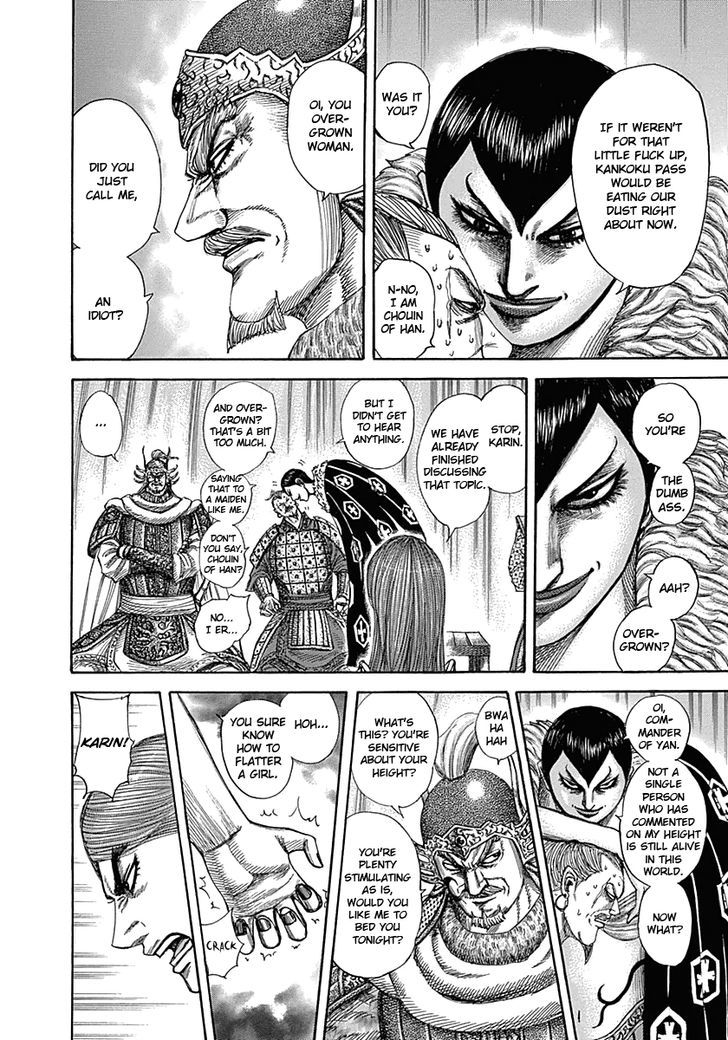 IF IT WEREN'T
FOR THAT
LITTLE FUCK UP,
KANKOKU PASS
WOULD BE
EATING OUR
DUST RIGHT
ABOUT NOW.
WAS IT
YOU?
N-NO,
I AM
CHOUIN
OF HAN.
OI, YOU
OVER-
GROWN
WOMAN.
DID YOU
JUST
CALL ME,
AN
IDIOT?
SO
YOU'RE
THE
DUMB
ASS.
AAH?
OVER-
GROWN?
STOP,
KARIN.
WE HAVE
ALREADY
FINISHED
DISCUSSING
THAT TOPIC.
BUT I
DIDN'T GET
TO HEAR
ANYTHING.
AND OVER-
GROWN?
THAT'S A BIT
TOO MUCH.
SAYING
THAT TO
A MAIDEN
LIKE ME.
DON'T
YOU SAY,
CHOUIN
OF HAN?
NO...
I ER...
...
OI,
COM-
MANDER
OF YAN.
NOT A
SINGLE
PERSON
WHO HAS
COMMENTED
ON MY HEIGHT
IS STILL ALIVE
IN THIS
WORLD.
NOW
WHAT?
BWA
HA
HAH
WHAT'S
THIS? YOU'RE
SENSITIVE
ABOUT YOUR
HEIGHT?
YOU'RE
PLENTY
STIMULATING
AS IS,
WOULD YOU
LIKE ME TO
BED YOU
TONIGHT?
HOH...
YOU SURE
KNOW
HOW TO
FLATTER
A GIRL.
CRACK
KARIN!